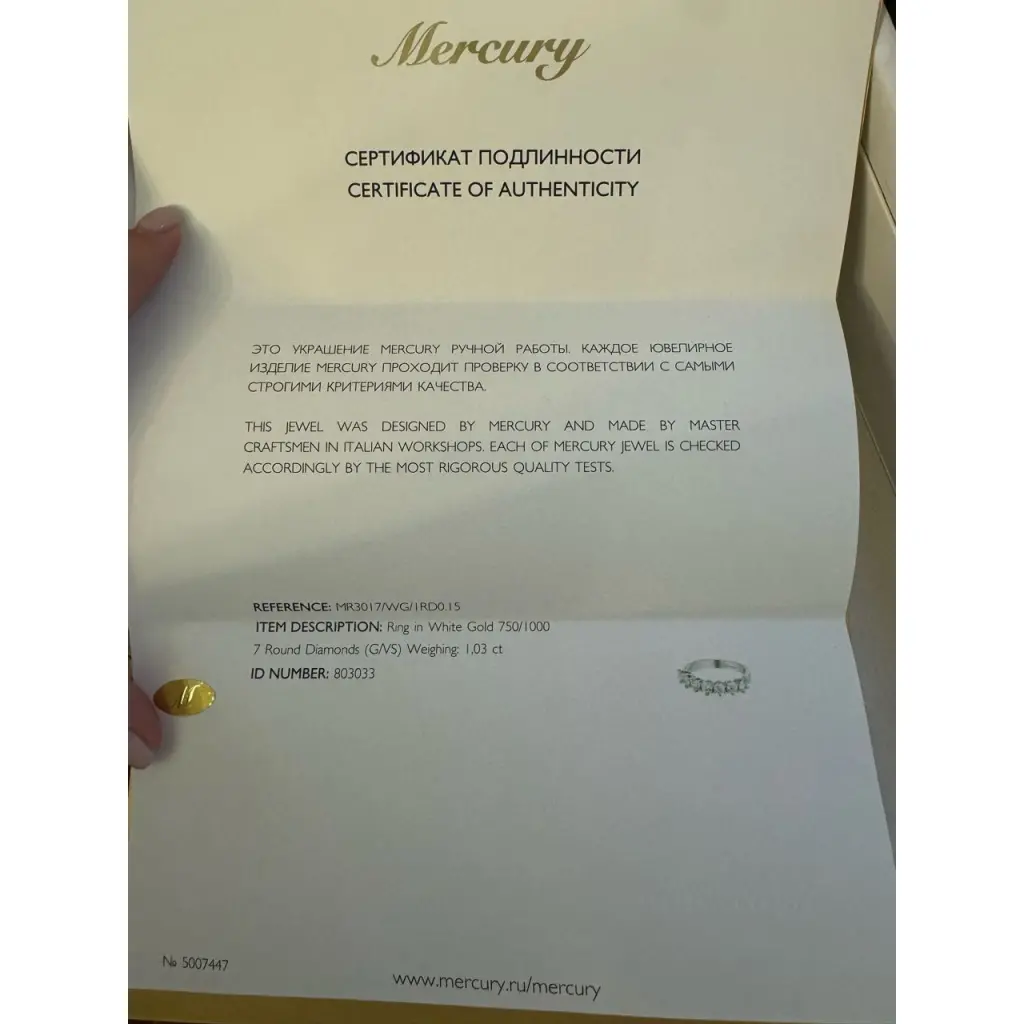 Mercury
СЕРТИФИКАТ ПОДЛИННОСТИ
CERTIFICATE OF AUTHENTICITY
ЭТО УКРАШЕНИЕ MERCURY РУЧНОЙ РАБОТЫ. КАЖДОЕ ЮВЕЛИРНОЕ
ИЗДЕЛИЕ MERCURY ПРОХОДИТ ПРОВЕРКУ В СООТВЕТСТВИИ С САМЫМИ
СТРОГИМИ КРИТЕРИЯМИ КАЧЕСТВА.
THIS JEWEL WAS DESIGNED BY MERCURY AND MADE BY MASTER
CRAFTSMEN IN ITALIAN WORKSHOPS. EACH OF MERCURY JEWEL IS CHECKED
ACCORDINGLY BY THE MOST RIGOROUS QUALITY TESTS.
REFERENCE: MR3017/WG/1RD0.15
ITEM DESCRIPTION: Ring in White Gold 750/1000
7 Round Diamonds (G/VS) Weighing: 1,03 ct
ID NUMBER: 803033
M
№ 5007447
www.mercury.ru/mercury